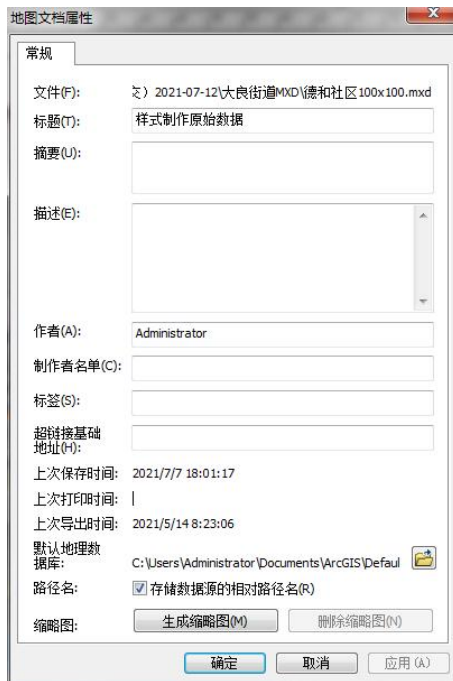 地图文档属性
常规
文件(F): 交）2021-07-12\大良街道MXD\德和社区100x100.mxd
标题(T): 样式制作原始数据
摘要(U):
描述(E):
作者(A): Administrator
制作者名单(C):
标签(S):
超链接基础
地址(H):
上次保存时间: 2021/7/7 18:01:17
上次打印时间:
上次导出时间: 2021/5/14 8:23:06
默认地理数
据库: C:\Users\Administrator\Documents\ArcGIS\Defaul
路径名: 存储数据源的相对路径名(R)
缩略图: 生成缩略图(M) 删除缩略图(N)
确定 取消 应用(A)